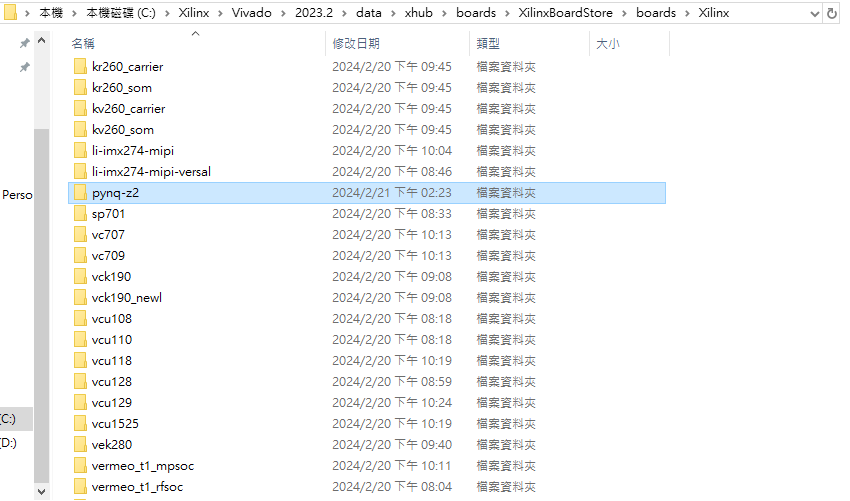 本機 > 本機磁碟 (C:) > Xilinx > Vivado > 2023.2 > data > xhub > boards > XilinxBoardStore > boards > Xilinx
名稱 修改日期 類型 大小
kr260_carrier 2024/2/20 下午 09:45 檔案資料夾
kr260_som 2024/2/20 下午 09:45 檔案資料夾
kv260_carrier 2024/2/20 下午 09:45 檔案資料夾
kv260_som 2024/2/20 下午 09:45 檔案資料夾
li-imx274-mipi 2024/2/20 下午 10:04 檔案資料夾
li-imx274-mipi-versal 2024/2/20 下午 08:46 檔案資料夾
Perso pynq-z2 2024/2/21 下午 02:23 檔案資料夾
sp701 2024/2/20 下午 08:33 檔案資料夾
vc707 2024/2/20 下午 10:13 檔案資料夾
vc709 2024/2/20 下午 10:13 檔案資料夾
vck190 2024/2/20 下午 09:08 檔案資料夾
vck190_newl 2024/2/20 下午 09:08 檔案資料夾
vcu108 2024/2/20 下午 08:18 檔案資料夾
vcu110 2024/2/20 下午 08:18 檔案資料夾
vcu118 2024/2/20 下午 10:19 檔案資料夾
vcu128 2024/2/20 下午 08:59 檔案資料夾
vcu129 2024/2/20 下午 10:24 檔案資料夾
(C:) vcu1525 2024/2/20 下午 10:19 檔案資料夾
(D:) vek280 2024/2/20 下午 09:40 檔案資料夾
vermeo_t1_mpsoc 2024/2/20 下午 10:11 檔案資料夾
vermeo_t1_rfsoc 2024/2/20 下午 08:04 檔案資料夾